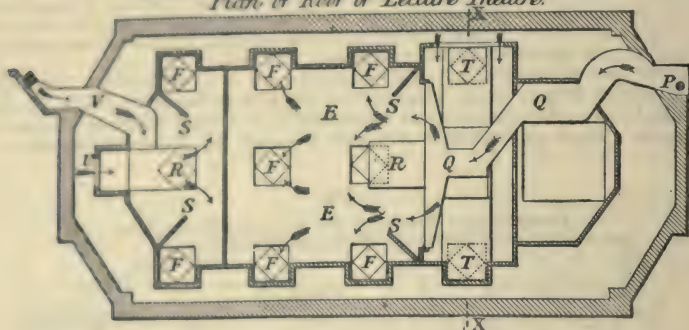 Plan of Roof of Lecture Theatre.
X
F F F T P
V S S Q
E
I R R Q
S E S
F F F T
X